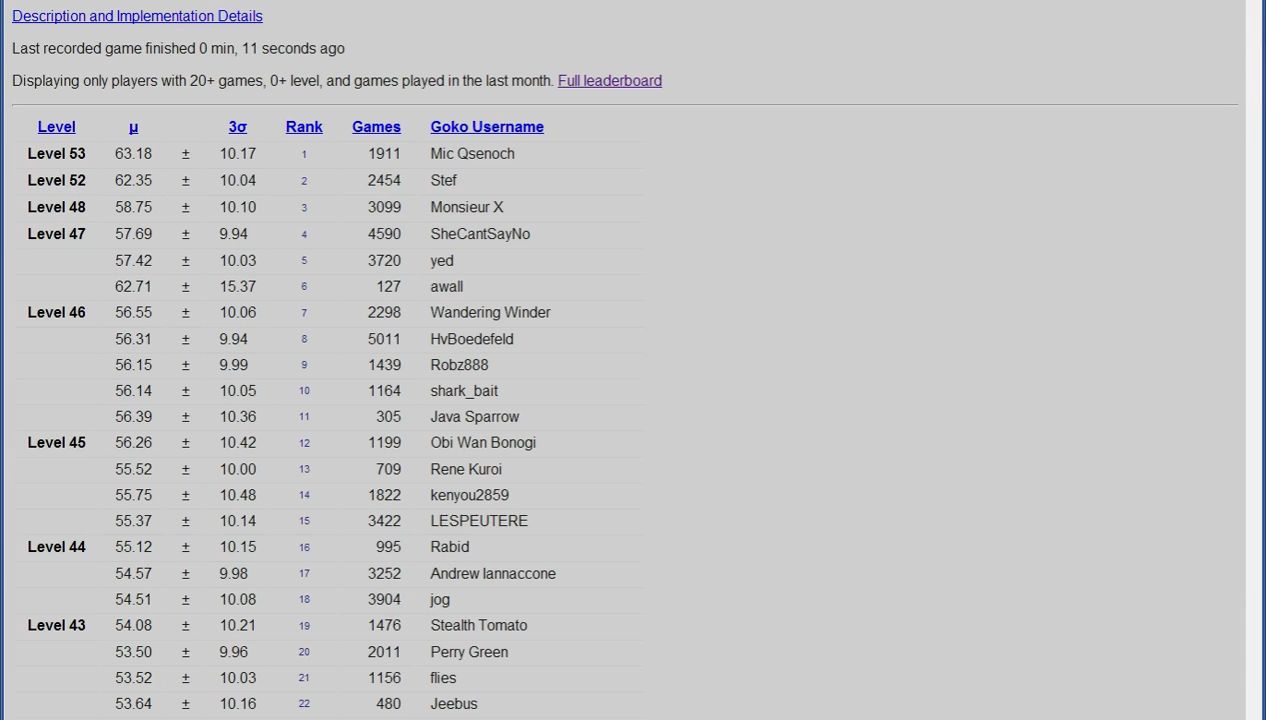 Description and Implementation Details
Last recorded game finished 0 min, 11 seconds ago
Displaying only players with 20+ games, 0+ level, and games played in the last month. Full leaderboard
Level μ 3σ Rank Games Goko Username
Level 53 63.18 ± 10.17 1 1911 Mic Qsenoch
Level 52 62.35 ± 10.04 2 2454 Stef
Level 48 58.75 ± 10.10 3 3099 Monsieur X
Level 47 57.69 ± 9.94 4 4590 SheCantSayNo
57.42 ± 10.03 5 3720 yed
62.71 ± 15.37 6 127 awall
Level 46 56.55 ± 10.06 7 2298 Wandering Winder
56.31 ± 9.94 8 5011 HvBoedefeld
56.15 ± 9.99 9 1439 Robz888
56.14 ± 10.05 10 1164 shark_bait
56.39 ± 10.36 11 305 Java Sparrow
Level 45 56.26 ± 10.42 12 1199 Obi Wan Bonogi
55.52 ± 10.00 13 709 Rene Kuroi
55.75 ± 10.48 14 1822 kenyou2859
55.37 ± 10.14 15 3422 LESPEUTERE
Level 44 55.12 ± 10.15 16 995 Rabid
54.57 ± 9.98 17 3252 Andrew Iannaccone
54.51 ± 10.08 18 3904 jog
Level 43 54.08 ± 10.21 19 1476 Stealth Tomato
53.50 ± 9.96 20 2011 Perry Green
53.52 ± 10.03 21 1156 flies
53.64 ± 10.16 22 480 Jeebus